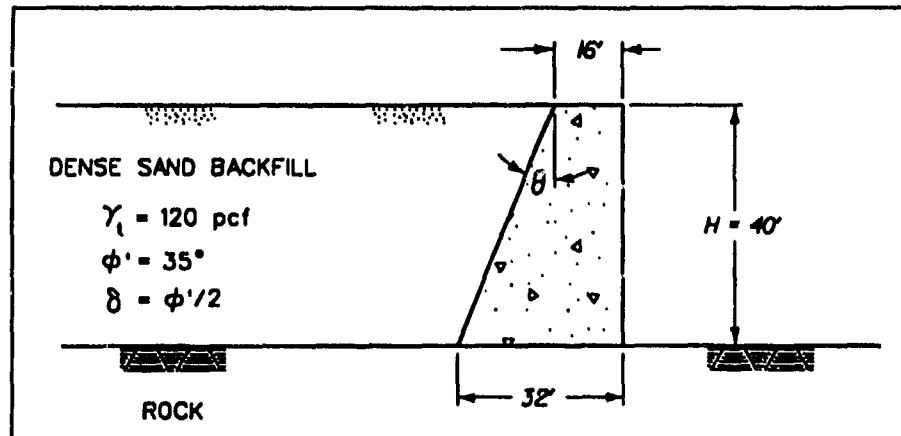 16'
DENSE SAND BACKFILL
θ
γt = 120 pcf
H = 40'
ϕ' = 35°
δ = ϕ'/2
32'
ROCK